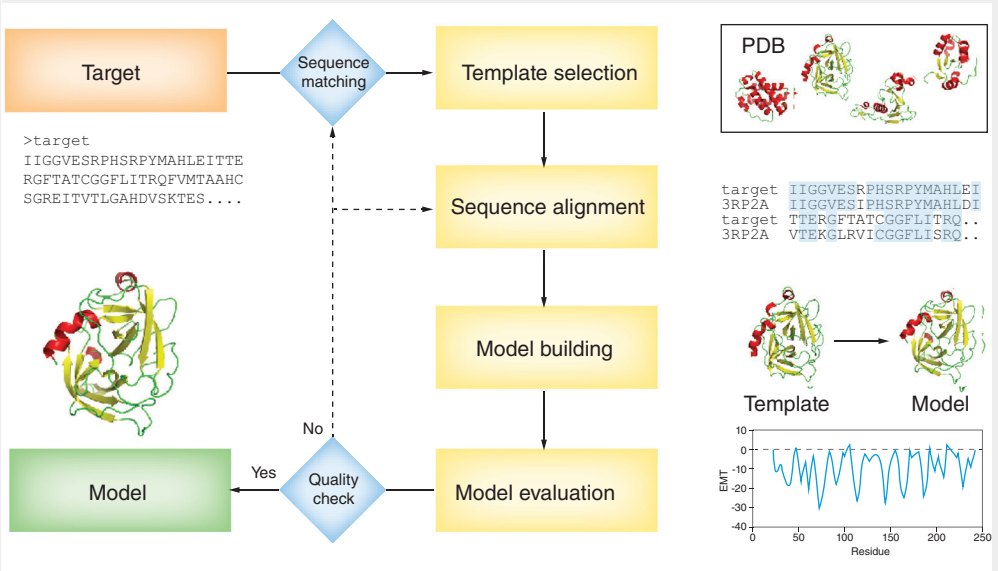 Target
Sequence
matching
Template selection
PDB
>target
IIGGVESRPHSRPYMAHLEITTE
RGFTATCGGFLITRQFVMTAAHC
SGREITVTLGAHDVSKTES....
Sequence alignment
target IIGGVESRPHSRPYMAHLEI
3RP2A IIGGVESIPHSRPYMAHLDI
target TTERGFTATCGGFLITRQ..
3RP2A VTEKGLRVICGGFLISRQ..
Model building
Template
Model
No
Yes
Model
Quality
check
Model evaluation
10
0
-10
-20
-30
-40
EMT
0 50 100 150 200 250
Residue